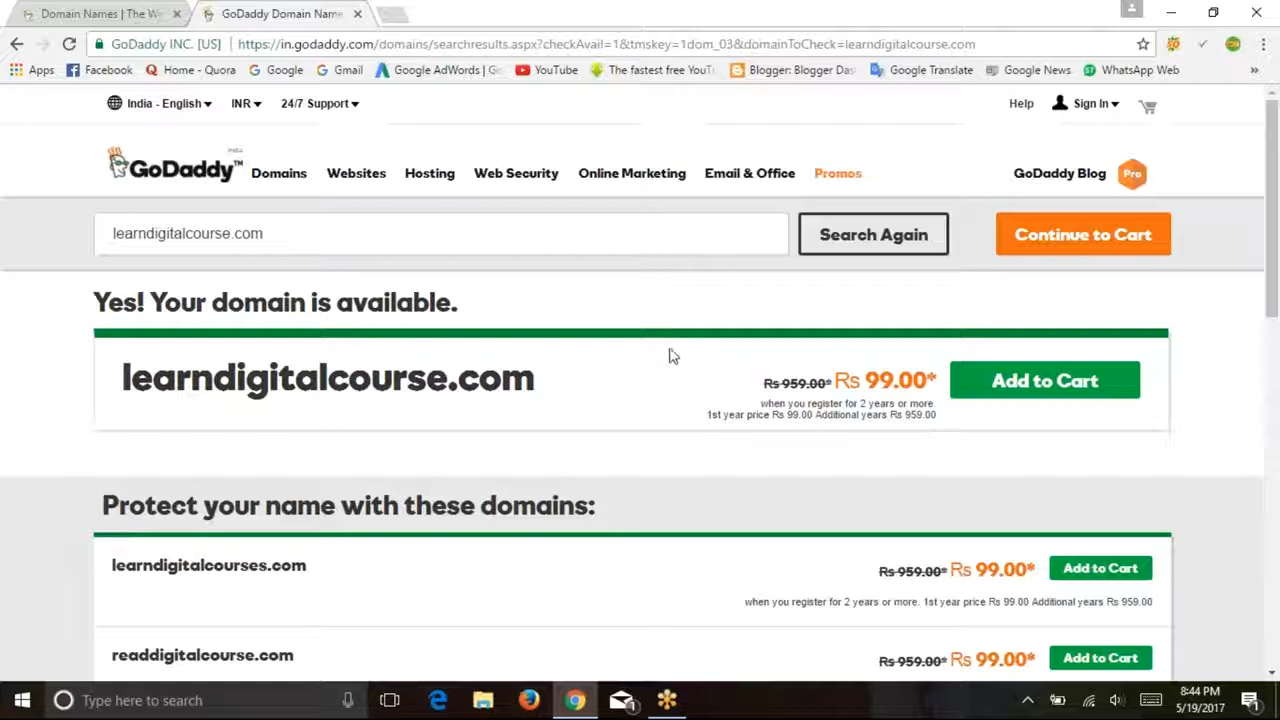 Domain Names | The W
GoDaddy Domain Name
GoDaddy INC. [US]
https://in.godaddy.com/domains/searchresults.aspx?checkAvail=1&tmskey=1dom_03&domainToCheck=learndigitalcourse.com
Apps
Facebook
Home - Quora
Google
Gmail
Google AdWords | G
YouTube
The fastest free YouT
Blogger: Blogger Das
Google Translate
Google News
WhatsApp Web
India - English
INR
24/7 Support
Help
Sign In
INDIA
GoDaddy™
Domains
Websites
Hosting
Web Security
Online Marketing
Email & Office
Promos
GoDaddy Blog
Pro
learndigitalcourse.com
Search Again
Continue to Cart
Yes! Your domain is available.
learndigitalcourse.com
Rs 959.00* Rs 99.00*
Add to Cart
when you register for 2 years or more.
1st year price Rs 99.00 Additional years Rs 959.00
Protect your name with these domains:
learndigitalcourses.com
Rs 959.00* Rs 99.00*
Add to Cart
when you register for 2 years or more. 1st year price Rs 99.00 Additional years Rs 959.00
readdigitalcourse.com
Rs 959.00* Rs 99.00*
Add to Cart
Type here to search
1
8:44 PM
5/19/2017
1